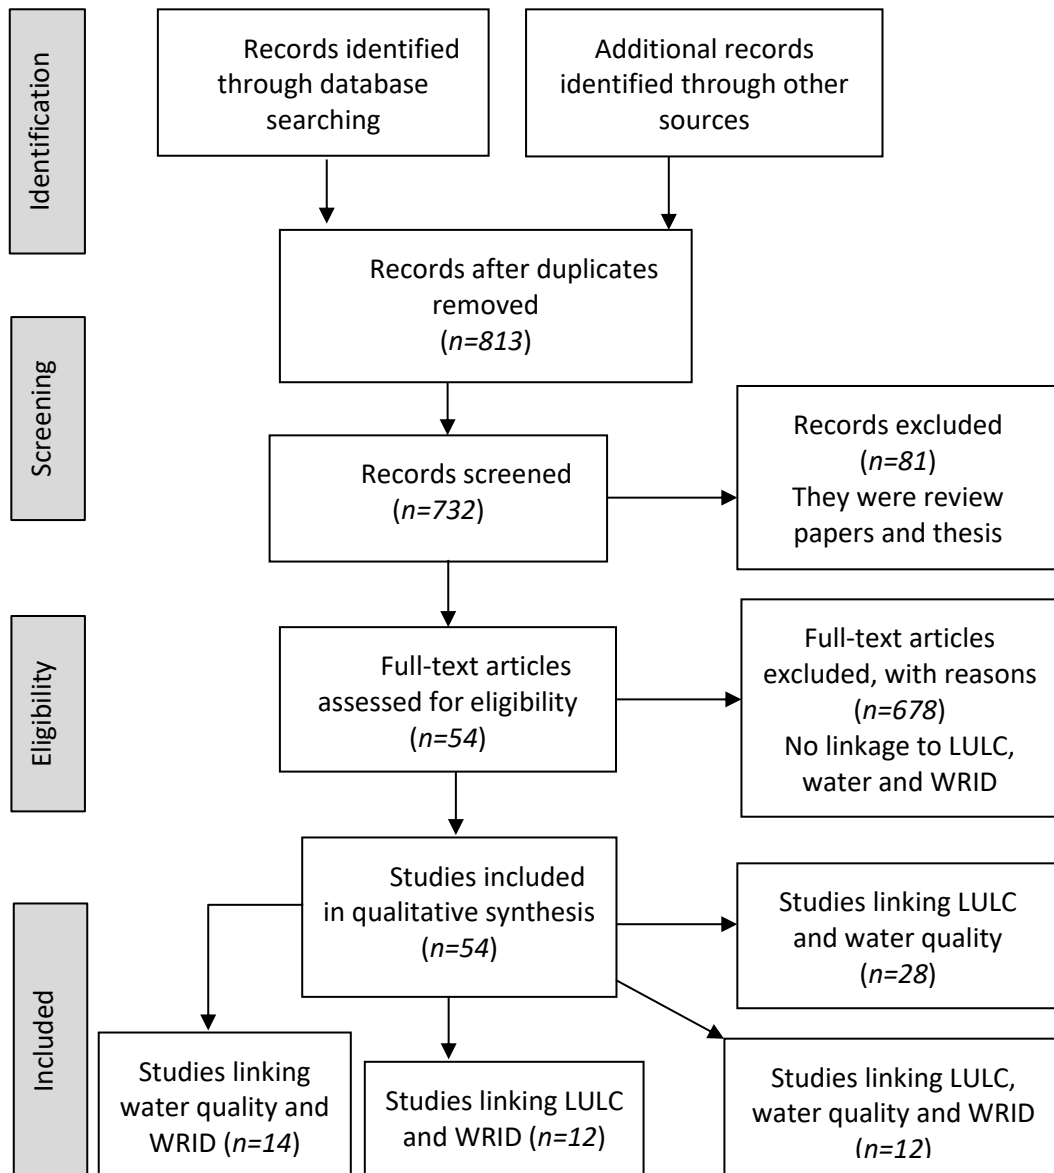 Identification
Records identified
through database
searching
Additional records
identified through other
sources
Records after duplicates
removed
(n=813)
Screening
Records screened
(n=732)
Records excluded
(n=81)
They were review
papers and thesis
Eligibility
Full-text articles
assessed for eligibility
(n=54)
Full-text articles
excluded, with reasons
(n=678)
No linkage to LULC,
water and WRID
Included
Studies included
in qualitative synthesis
(n=54)
Studies linking LULC
and water quality
(n=28)
Studies linking
water quality and
WRID (n=14)
Studies linking LULC
and WRID (n=12)
Studies linking LULC,
water quality and WRID
(n=12)